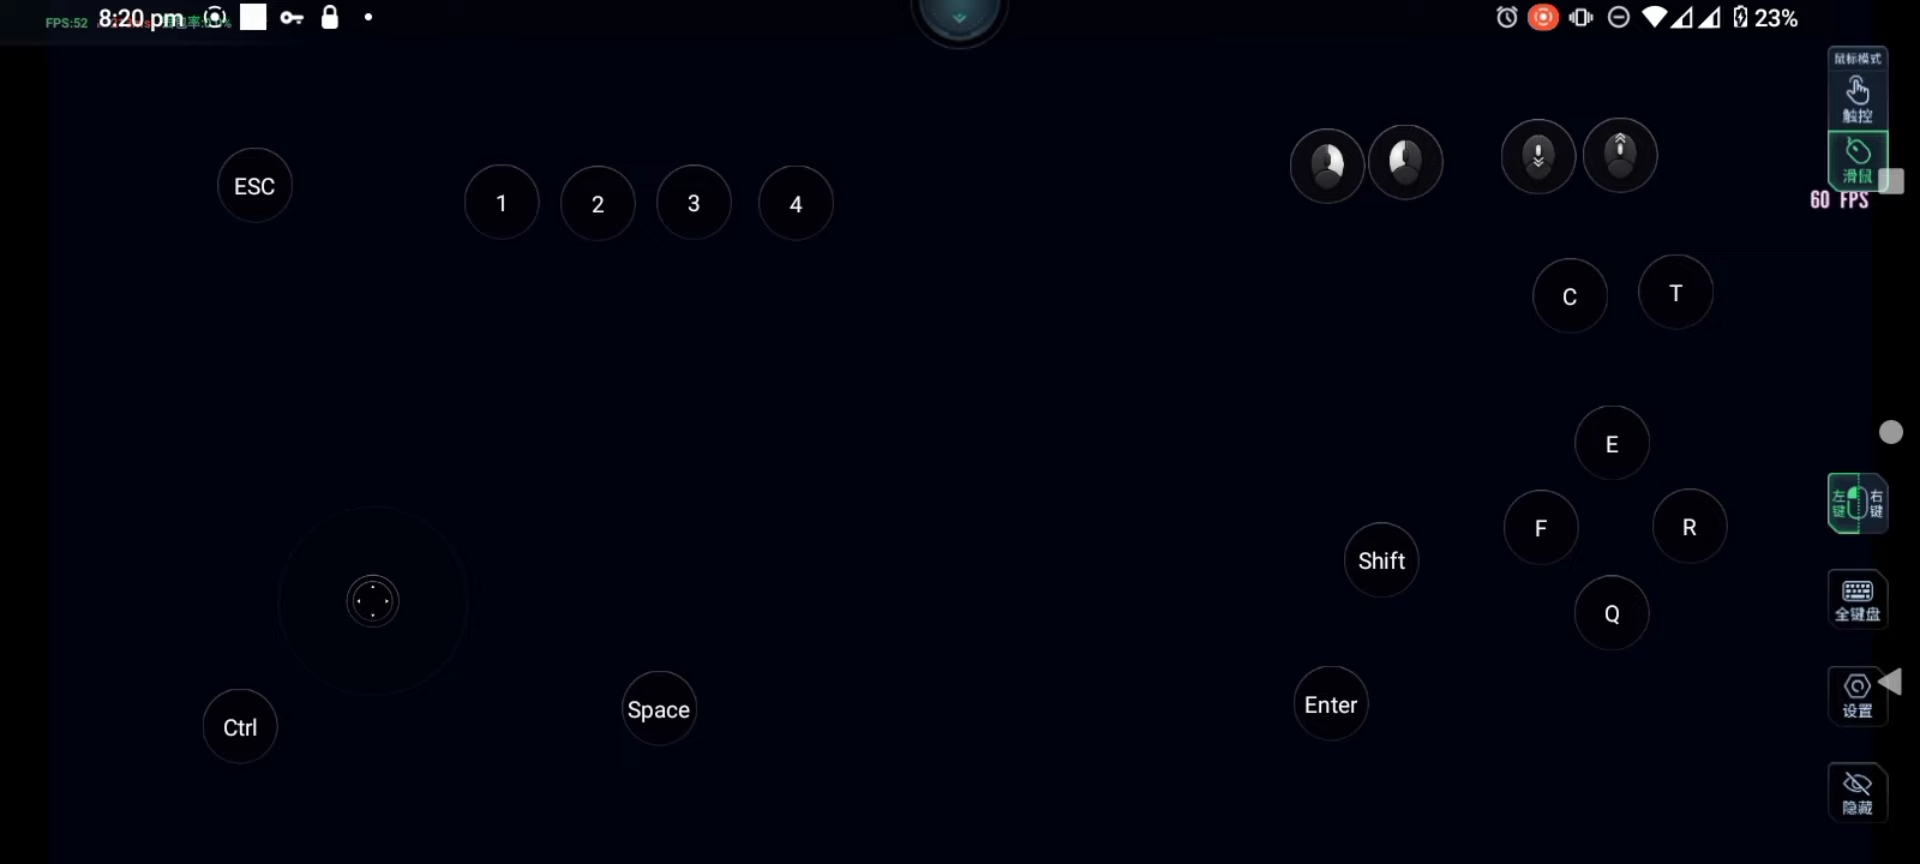 FPS:52
8:20 pm
23%
鼠标模式
触控
滑鼠
60 FPS
ESC
1
2
3
4
C
T
E
F
R
Q
Shift
左键
右键
全键盘
Enter
Space
Ctrl
设置
隐藏